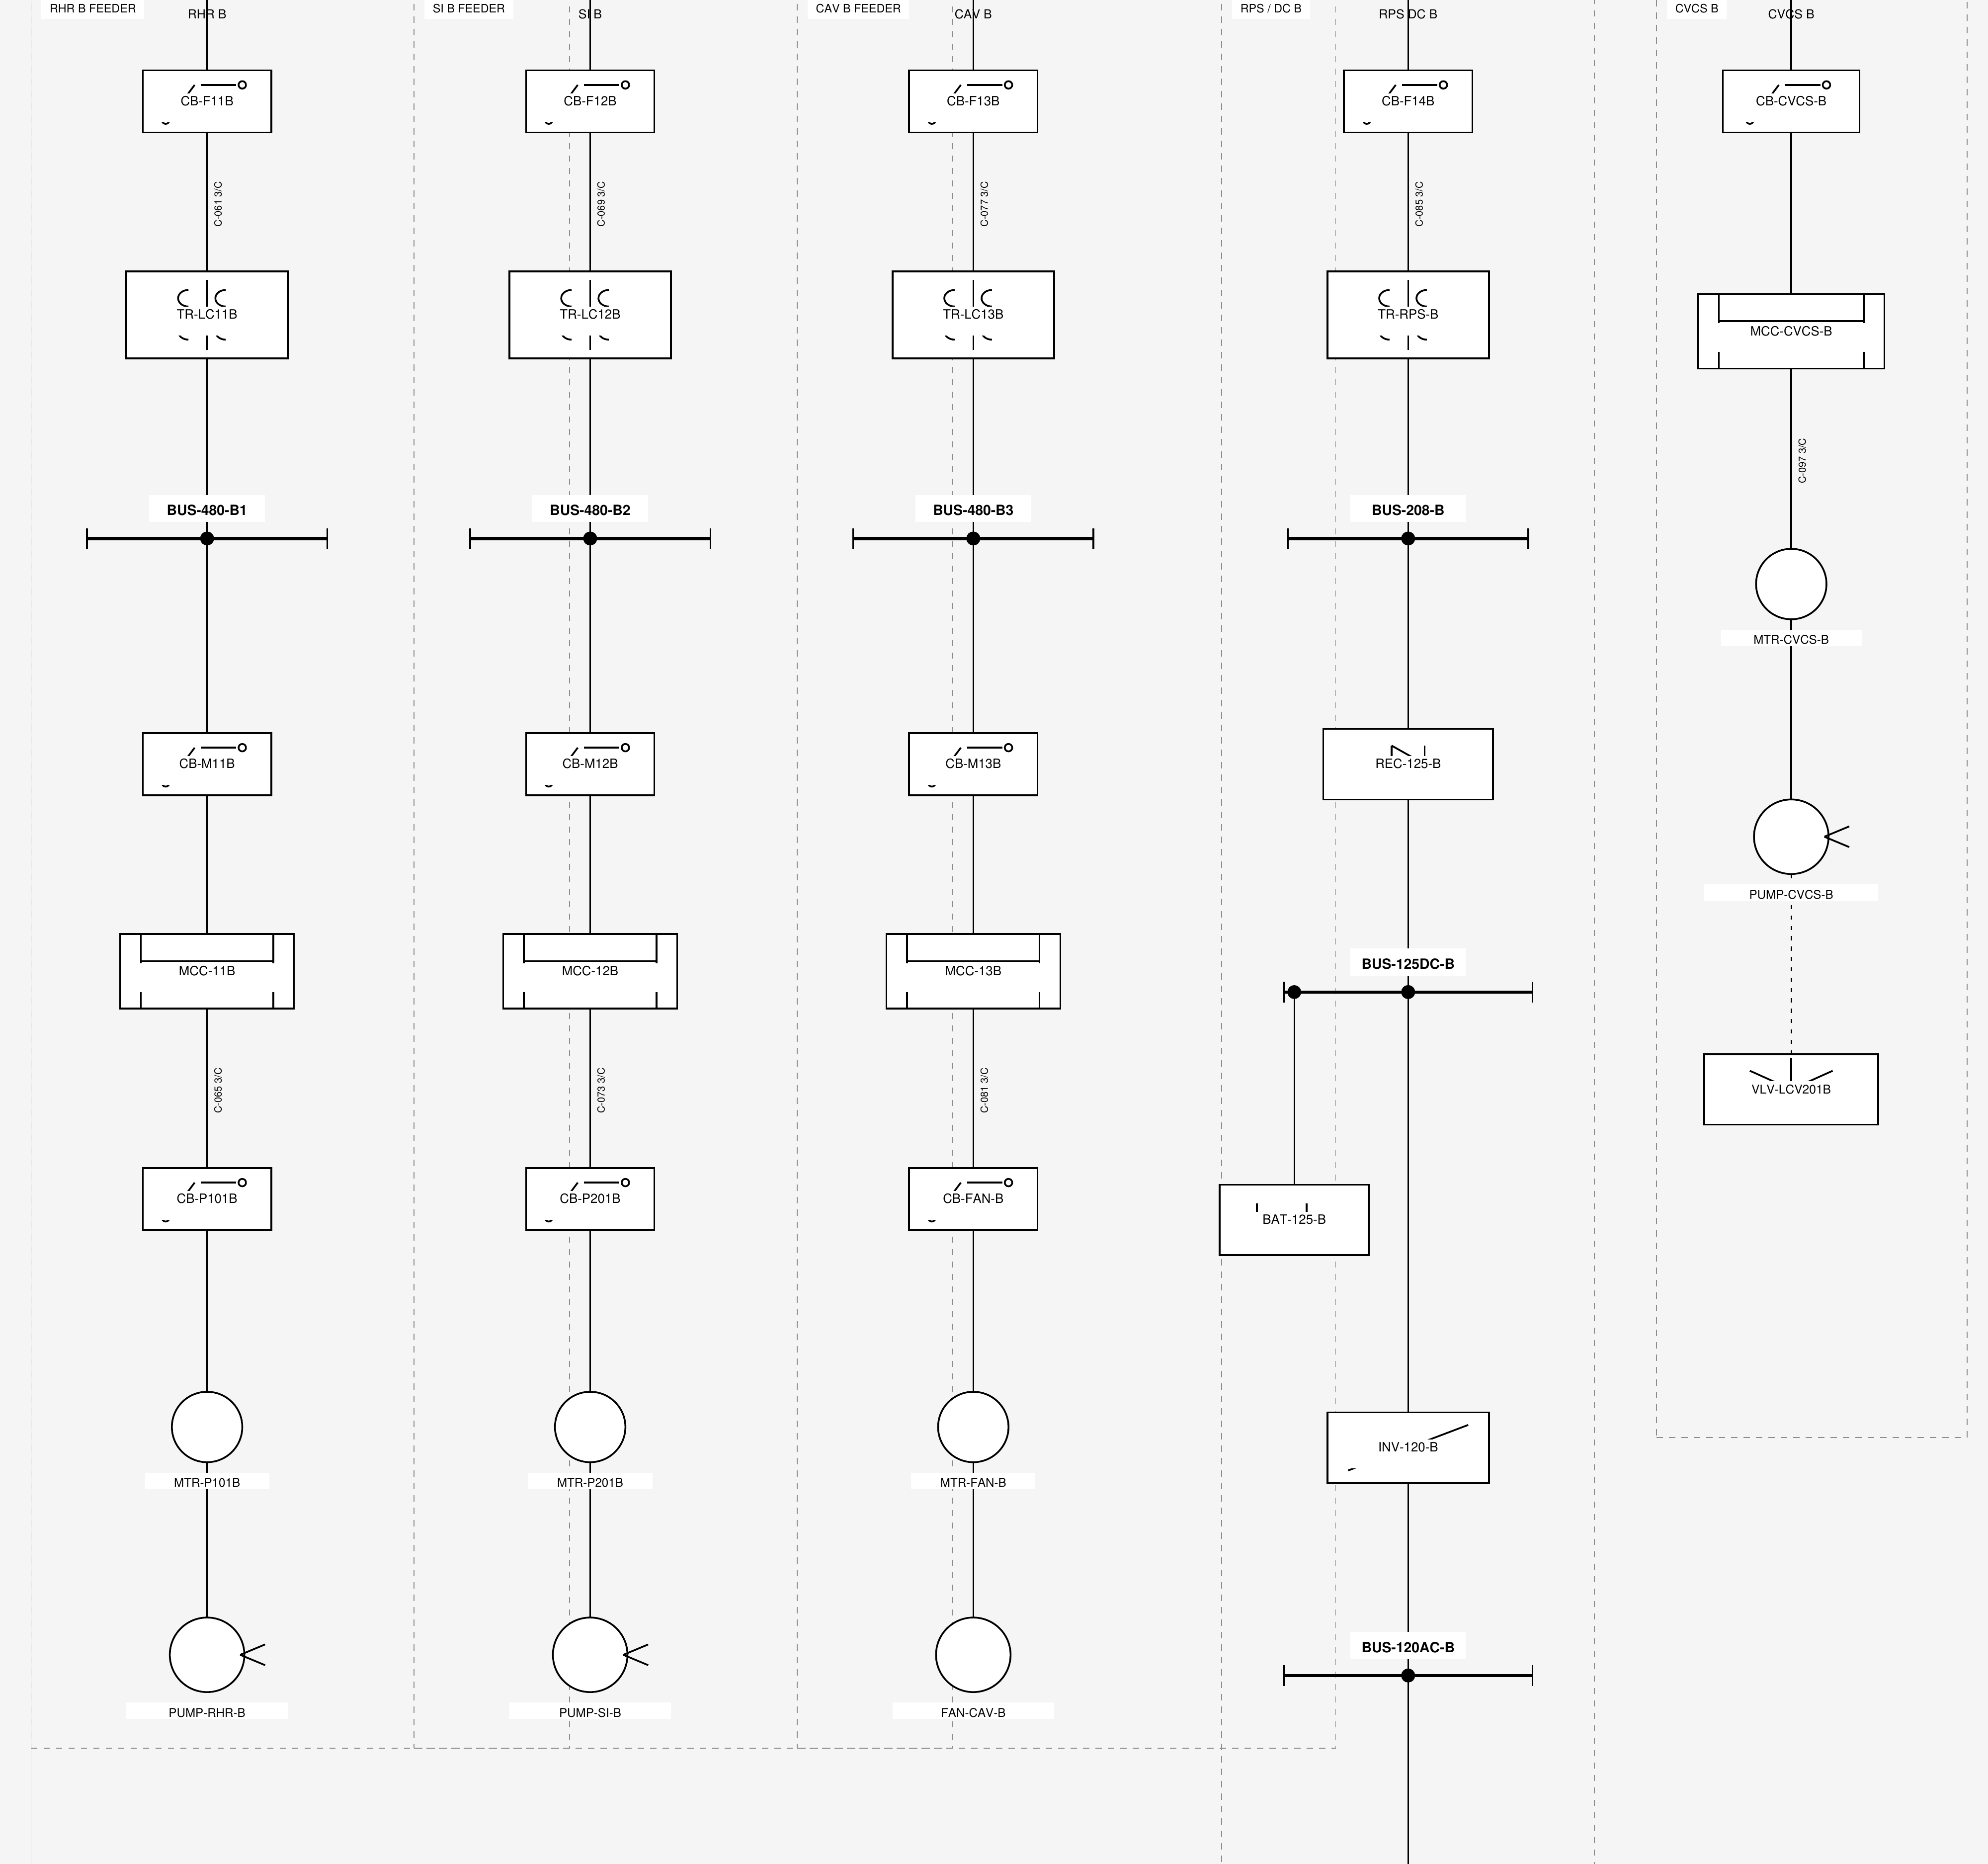 RHR B FEEDER
RHR B
SI B FEEDER
SI B
CAV B FEEDER
CAV B
RPS / DC B
RPS DC B
CVCS B
CVCS B
CB-F11B
CB-F12B
CB-F13B
CB-F14B
CB-CVCS-B
C-061 3/C
C-069 3/C
C-077 3/C
C-085 3/C
TR-LC11B
TR-LC12B
TR-LC13B
TR-RPS-B
MCC-CVCS-B
C-097 3/C
BUS-480-B1
BUS-480-B2
BUS-480-B3
BUS-208-B
MTR-CVCS-B
CB-M11B
CB-M12B
CB-M13B
REC-125-B
PUMP-CVCS-B
MCC-11B
MCC-12B
MCC-13B
BUS-125DC-B
C-065 3/C
C-073 3/C
C-081 3/C
VLV-LCV201B
CB-P101B
CB-P201B
CB-FAN-B
BAT-125-B
INV-120-B
MTR-P101B
MTR-P201B
MTR-FAN-B
BUS-120AC-B
PUMP-RHR-B
PUMP-SI-B
FAN-CAV-B